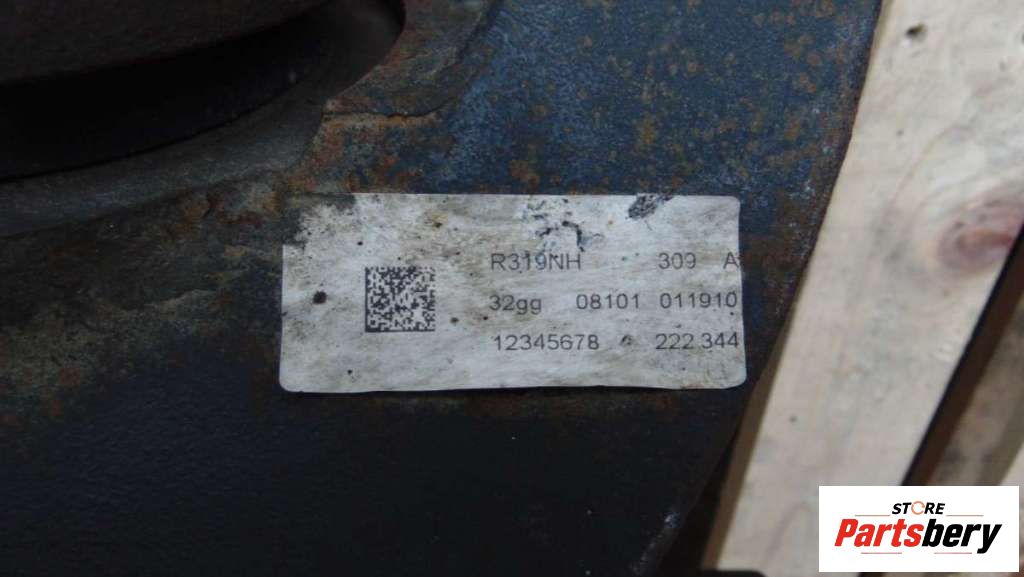 R319NH 309 A
32gg 08101 011910
12345678 222 344
STORE
Partsbery